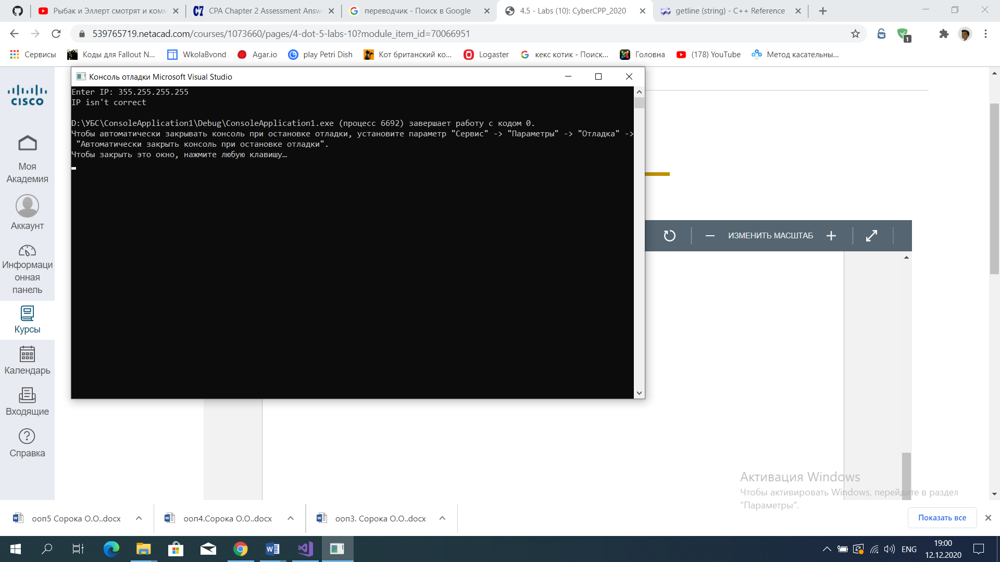 Рыбак и Эллерт смотрят и комм
CPA Chapter 2 Assessment Answ
переводчик - Поиск в Google
4.5 - Labs (10): CyberCPP_2020
getline (string) - C++ Reference
539765719.netacad.com/courses/1073660/pages/4-dot-5-labs-10?module_item_id=70066951
1
Сервисы
Коды для Fallout N...
WkolaBvond
Agar.io
play Petri Dish
Кот британский ко...
Logaster
кекс котик - Поиск...
Головна
(178) YouTube
Метод касательны...
CISCO
Моя
Академия
Аккаунт
Информаци
онная
панель
Курсы
Календарь
Входящие
Справка
Консоль отладки Microsoft Visual Studio
Enter IP: 355.255.255.255
IP isn't correct
D:\УБС\ConsoleApplication1\Debug\ConsoleApplication1.exe (процесс 6692) завершает работу с кодом 0.
Чтобы автоматически закрывать консоль при остановке отладки, установите параметр "Сервис" -> "Параметры" -> "Отладка" ->
"Автоматически закрыть консоль при остановке отладки".
Чтобы закрыть это окно, нажмите любую клавишу…
ИЗМЕНИТЬ МАСШТАБ
Активация Windows
Чтобы активировать Windows, перейдите в раздел
"Параметры".
ооп5 Сорока О.О..docx
ооп4.Сорока О.О..docx
ооп3. Сорока О.О..docx
Показать все
ENG
19:00
12.12.2020